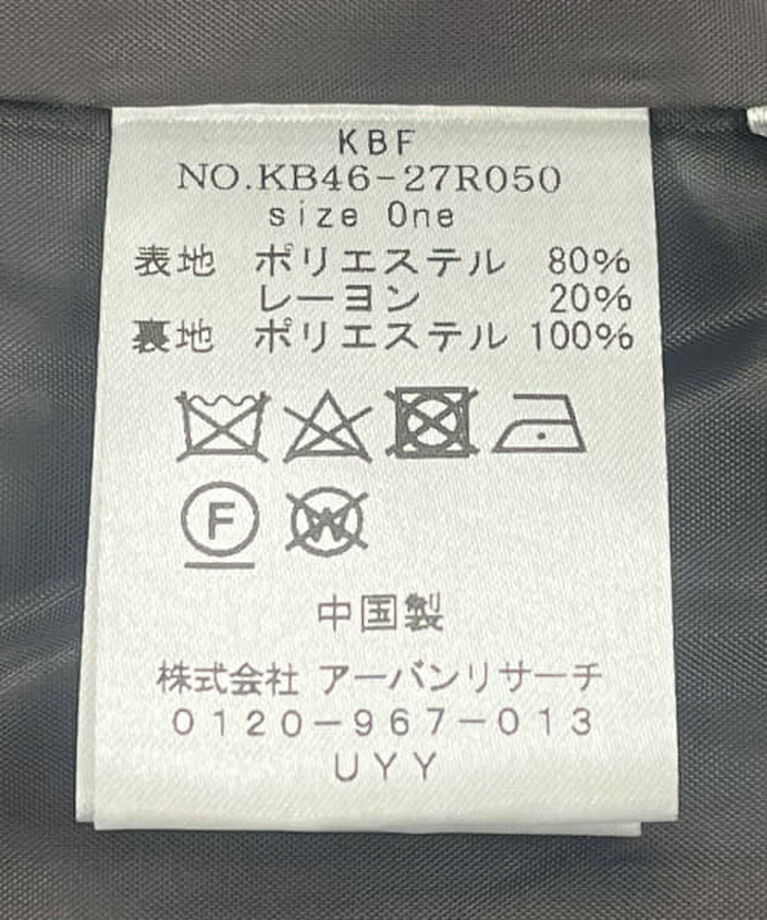 KBF
NO.KB46-27R050
size One
表地 ポリエステル 80%
レーヨン 20%
裏地 ポリエステル 100%
F
W
中国製
株式会社 アーバンリサーチ
0120-967-013
UYY